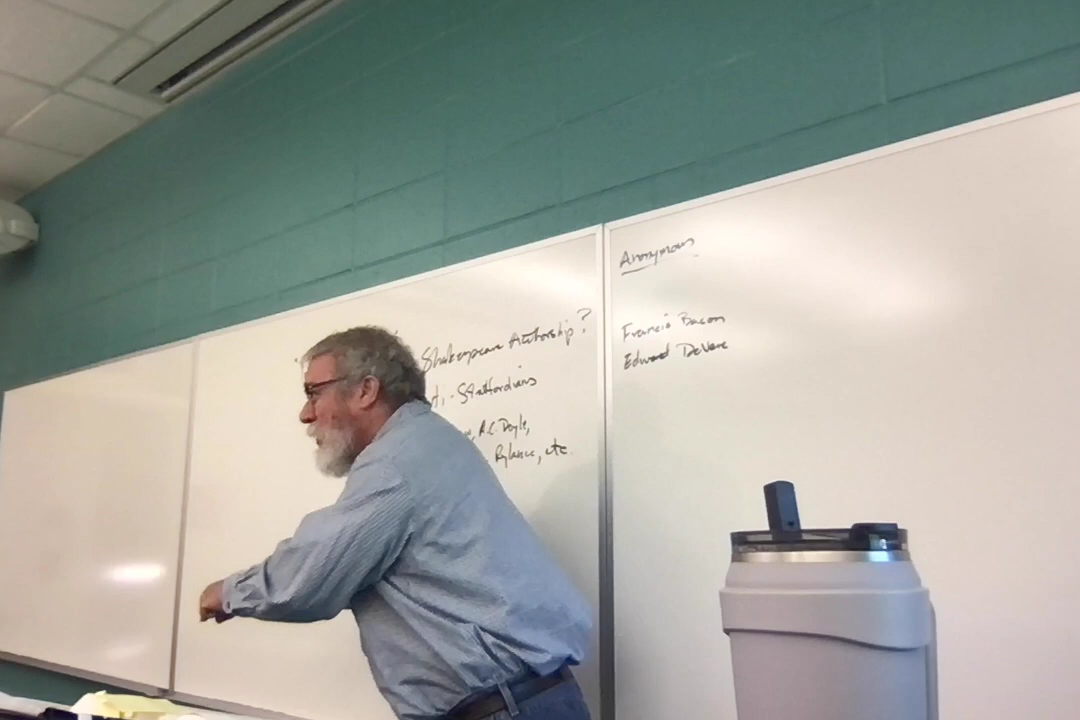 Shakespeare Authorship?
- Stratfordians
A.C. Doyle,
Rylance, etc.
Anonymous
Francis Bacon
Edward DeVere